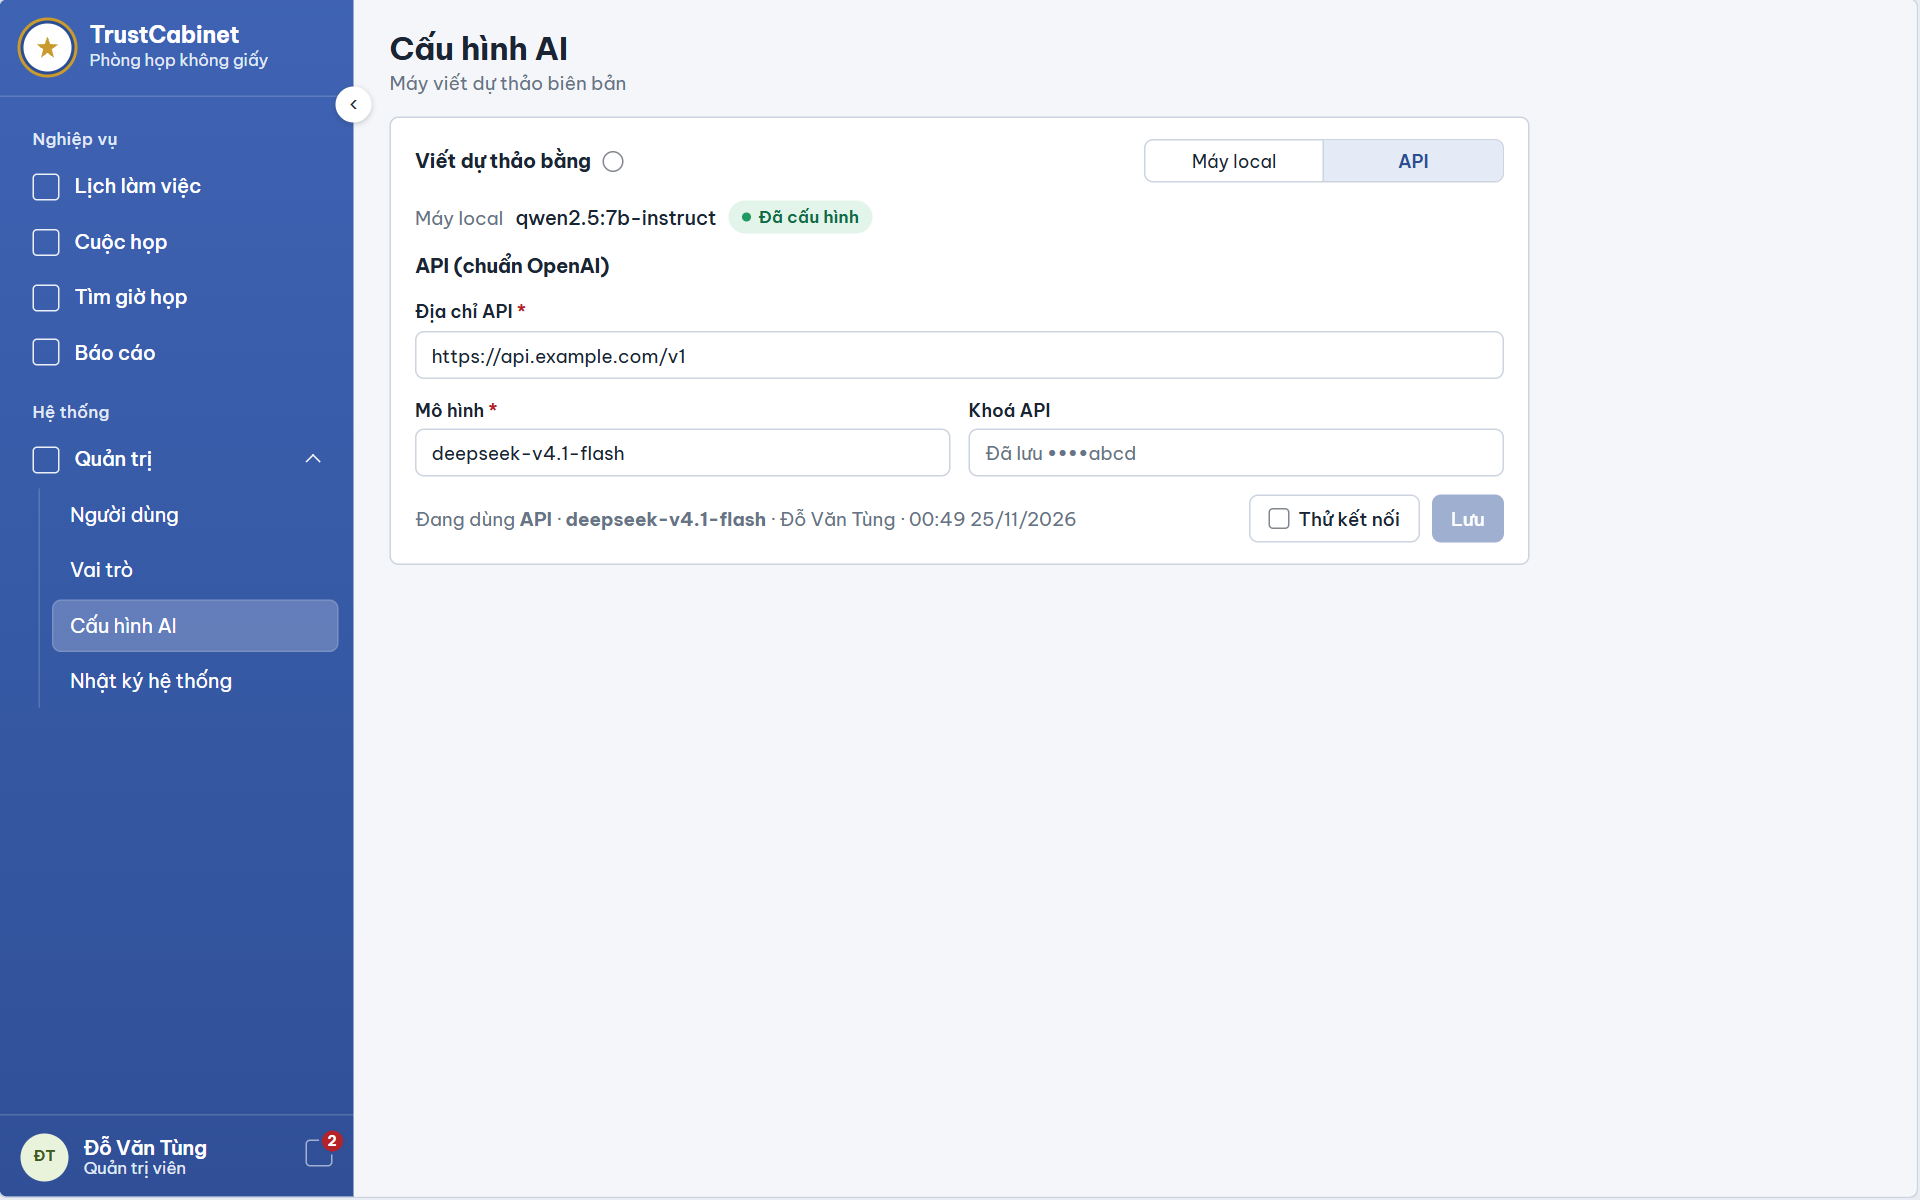 TrustCabinet
Phòng họp không giấy
Nghiệp vụ
Lịch làm việc
Cuộc họp
Tìm giờ họp
Báo cáo
Hệ thống
Quản trị
Người dùng
Vai trò
Cấu hình AI
Nhật ký hệ thống
ĐT
Đỗ Văn Tùng
Quản trị viên
2
Cấu hình AI
Máy viết dự thảo biên bản
Viết dự thảo bằng
Máy local
API
Máy local qwen2.5:7b-instruct Đã cấu hình
API (chuẩn OpenAI)
Địa chỉ API *
https://api.example.com/v1
Mô hình *
Khoá API
deepseek-v4.1-flash
Đã lưu ••••abcd
Đang dùng API · deepseek-v4.1-flash · Đỗ Văn Tùng · 00:49 25/11/2026
Thử kết nối
Lưu